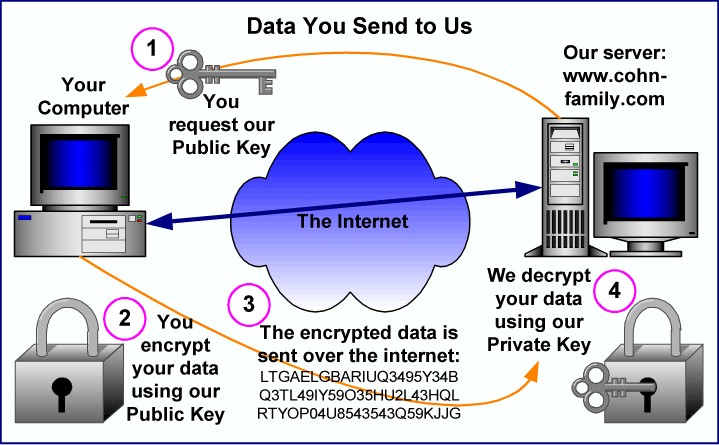 Data You Send to Us
1
Your
Computer
You
request our
Public Key
Our server:
www.cohn-
family.com
The Internet
2
You
encrypt
your data
using our
Public Key
3
The encrypted data is
sent over the internet:
LTGAELGBARIUQ3495Y34B
Q3TL49IY59O35HU2L43HQL
RTYOP04U8543543Q59KJJG
We decrypt
your data
using our
Private Key
4